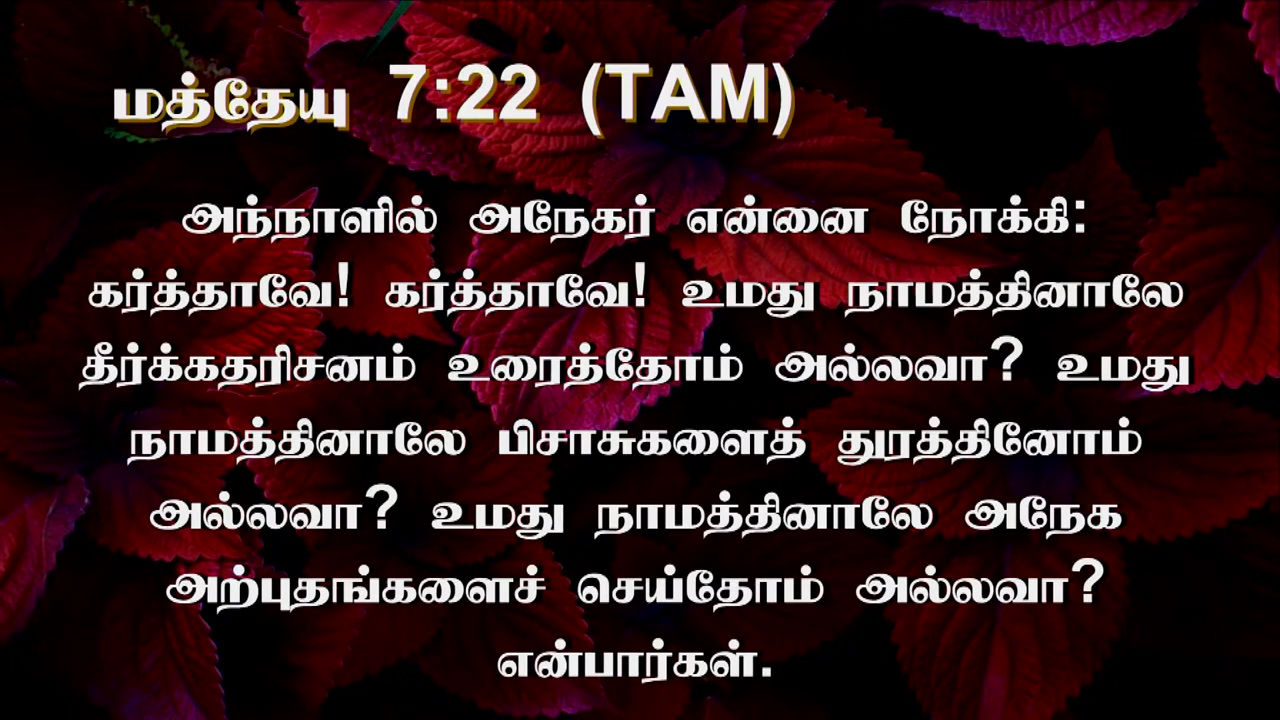 மத்தேயு 7:22 (TAM)
அந்நாளில் அநேகர் என்னை நோக்கி:
கர்த்தாவே! கர்த்தாவே! உமது நாமத்தினாலே
தீர்க்கதரிசனம் உரைத்தோம் அல்லவா? உமது
நாமத்தினாலே பிசாசுகளைத் துரத்தினோம்
அல்லவா? உமது நாமத்தினாலே அநேக
அற்புதங்களைச் செய்தோம் அல்லவா?
என்பார்கள்.